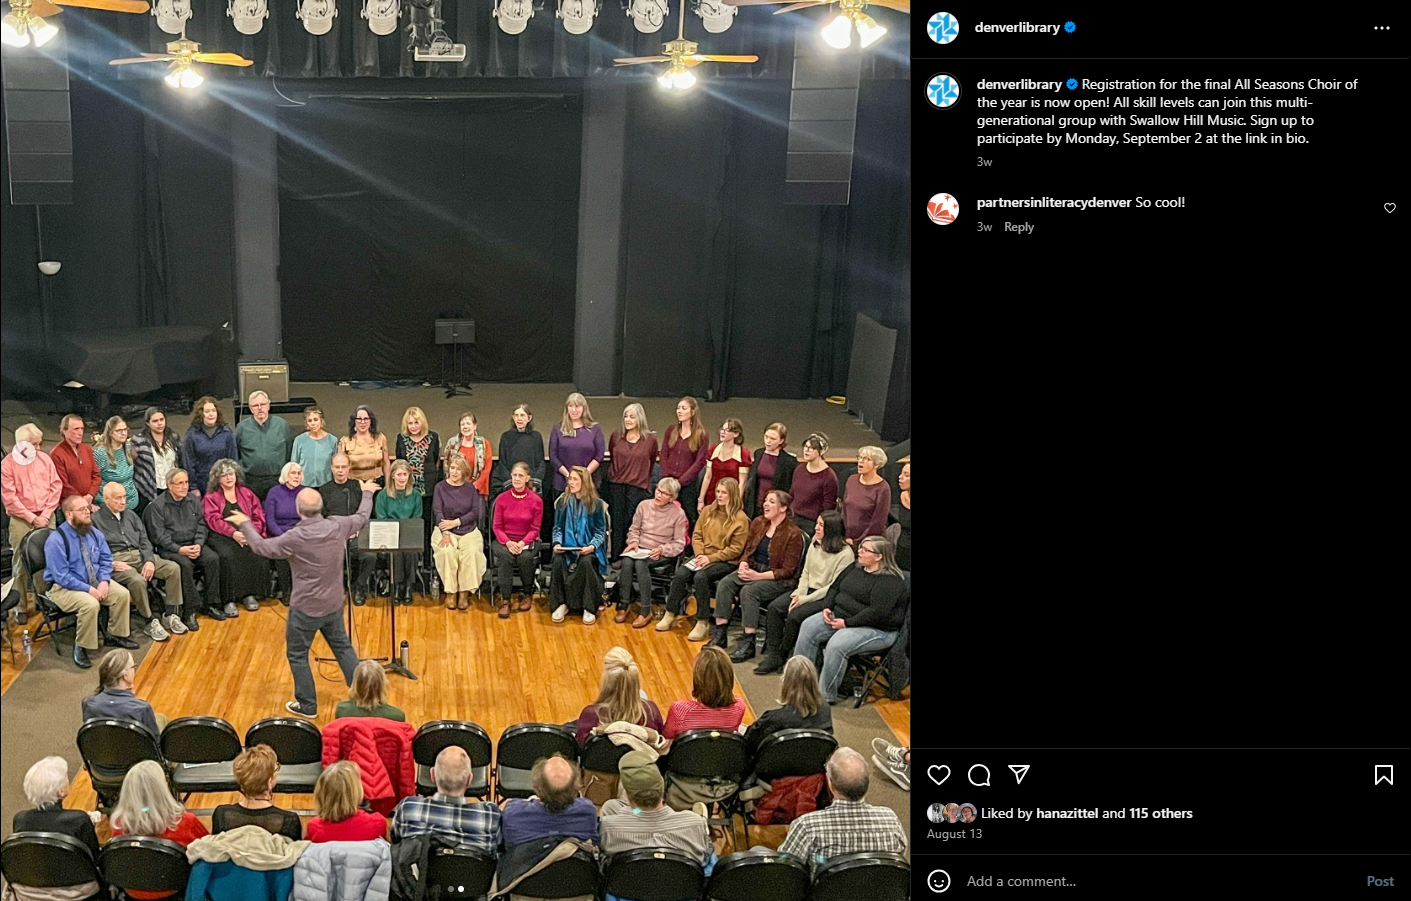 denverlibrary
denverlibrary Registration for the final All Seasons Choir of
the year is now open! All skill levels can join this multi-
generational group with Swallow Hill Music. Sign up to
participate by Monday, September 2 at the link in bio.
3w
partnersinliteracydenver So cool!
3w Reply
Liked by hanazittel and 115 others
August 13
Add a comment...
Post